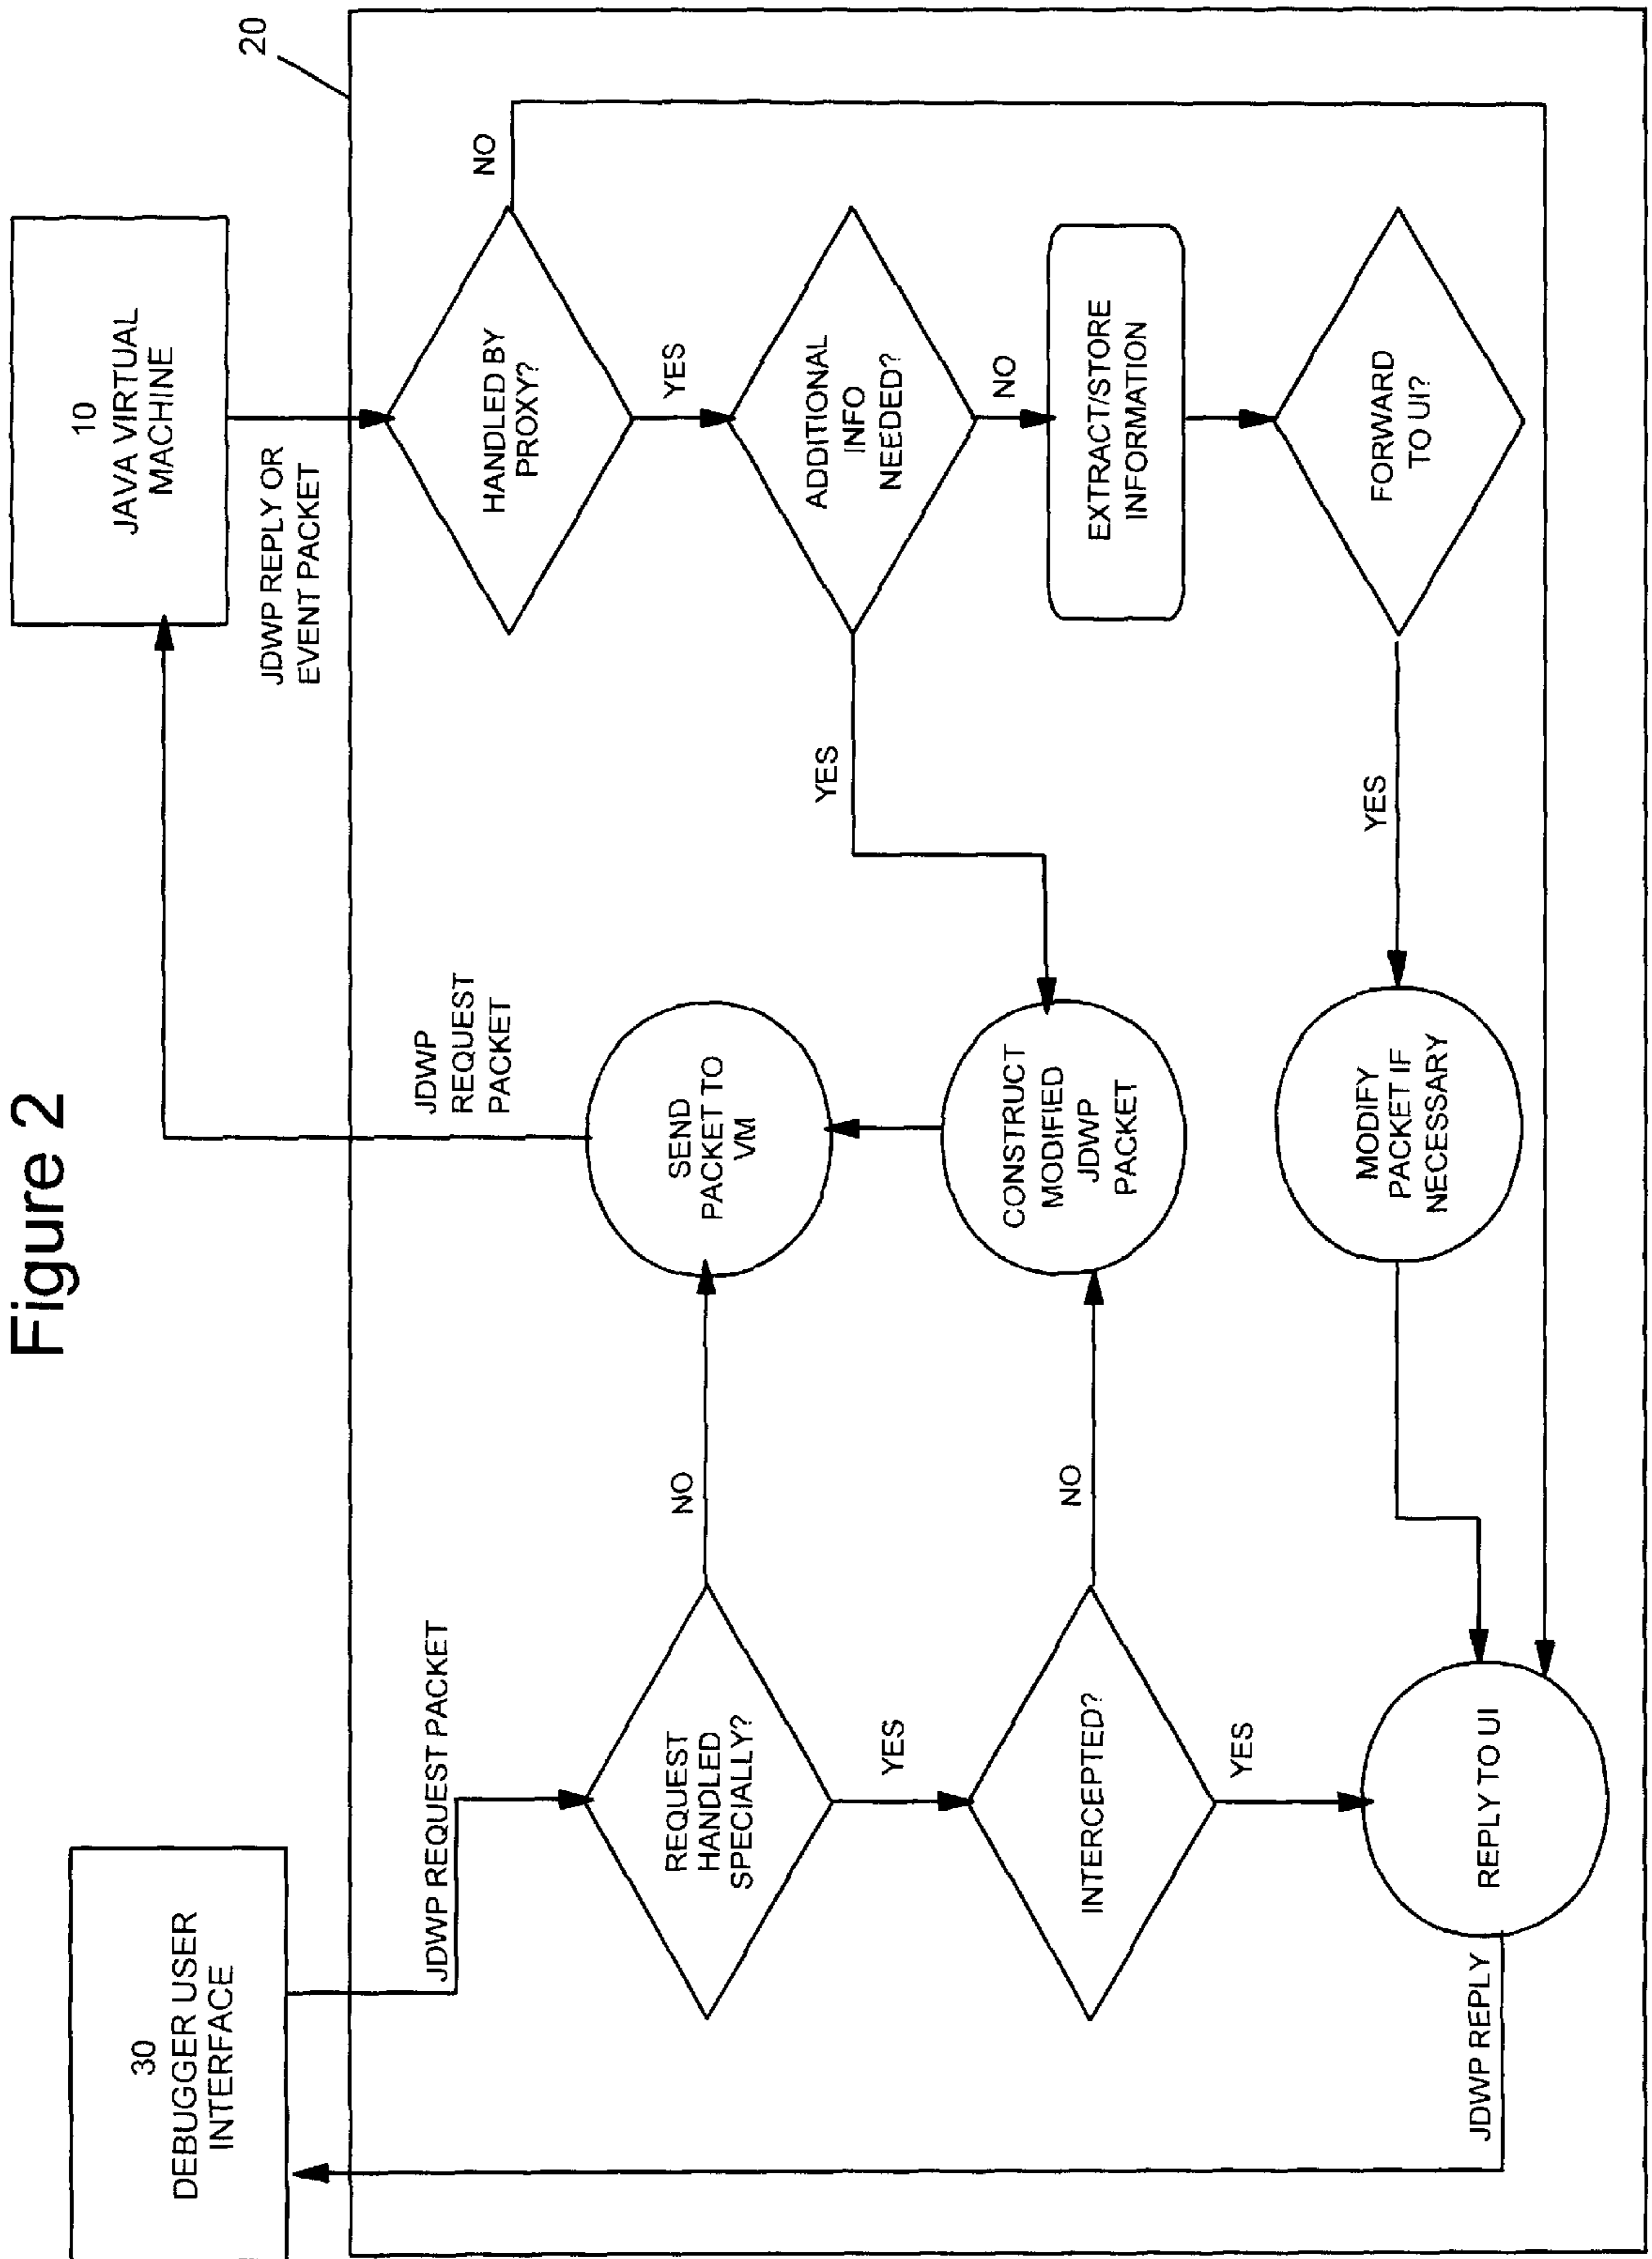 Figure 2
30
DEBUGGER USER
INTERFACE
10
JAVA VIRTUAL
MACHINE
20
JDWP REQUEST PACKET
JDWP
REQUEST
PACKET
JDWP REPLY OR
EVENT PACKET
REQUEST
HANDLED
SPECIALLY?
NO
SEND
PACKET TO
VM
HANDLED BY
PROXY?
NO
YES
YES
INTERCEPTED?
NO
CONSTRUCT
MODIFIED
JDWP
PACKET
YES
ADDITIONAL
INFO
NEEDED?
NO
EXTRACT/STORE
INFORMATION
YES
REPLY TO UI
JDWP REPLY
MODIFY
PACKET IF
NECESSARY
YES
FORWARD
TO UI?